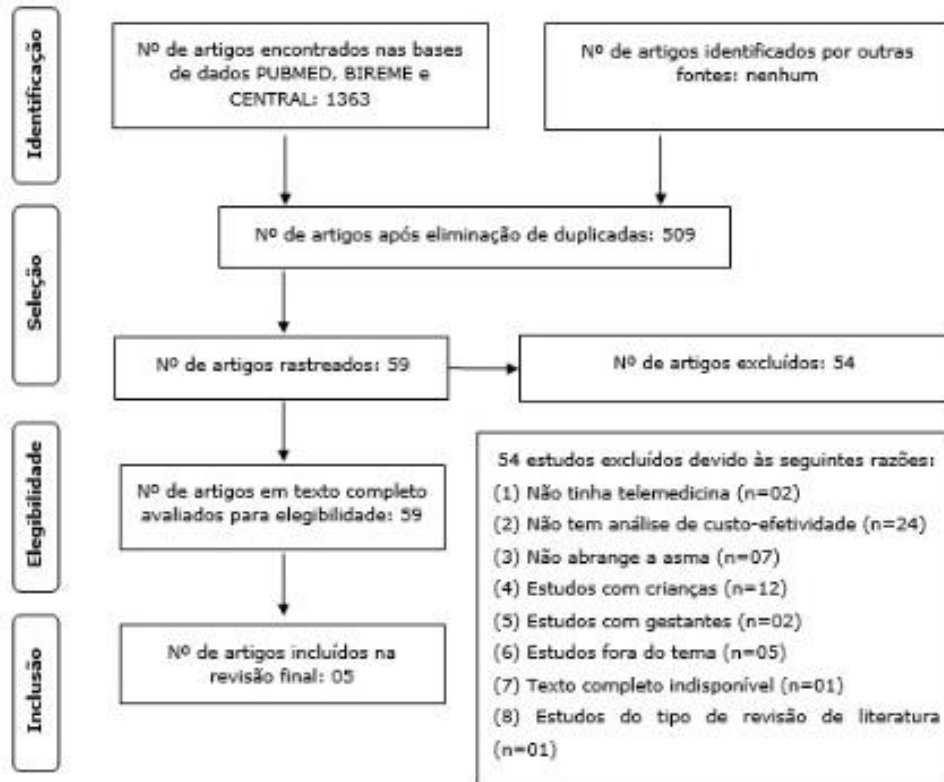 Identificação
Nº de artigos encontrados nas bases
de dados PUBMED, BIREME e
CENTRAL: 1363
Nº de artigos identificados por outras
fontes: nenhum
Seleção
Nº de artigos após eliminação de duplicadas: 509
Nº de artigos rastreados: 59
Nº de artigos excluídos: 54
Elegibilidade
Nº de artigos em texto completo
avaliados para elegibilidade: 59
54 estudos excluídos devido às seguintes razões:
(1) Não tinha telemedicina (n=02)
(2) Não tem análise de custo-efetividade (n=24)
(3) Não abrange a asma (n=07)
(4) Estudos com crianças (n=12)
(5) Estudos com gestantes (n=02)
(6) Estudos fora do tema (n=05)
(7) Texto completo indisponível (n=01)
(8) Estudos do tipo de revisão de literatura
(n=01)
Inclusão
Nº de artigos incluídos na
revisão final: 05